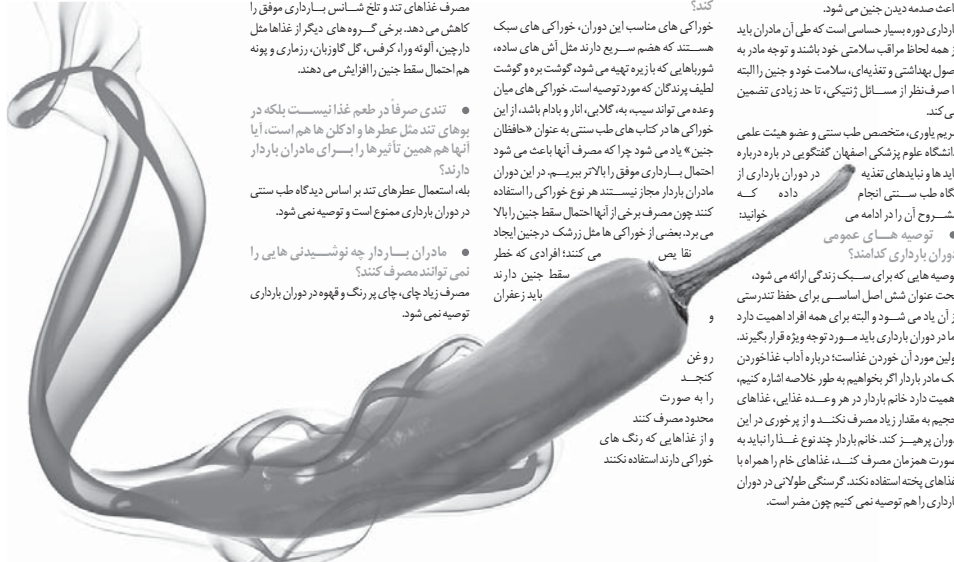 باعث صدمه دیدن جنین می شود.
بارداری دوره بسیار حساسی است که طی آن مادران باید
از همه لحاظ مراقب سلامتی خود باشند و توجه مادر به
اصول بهداشتی و تغذیه‌ای، سلامت خود و جنین را البته
با صرف‌نظر از مسائل ژنتیکی، تا حد زیادی تضمین
می کند.
مریم یاوری، متخصص طب سنتی و عضو هیئت علمی
دانشگاه علوم پزشکی اصفهان گفتگویی در باره درباره
باید ها و نبایدهای تغذیه در دوران بارداری از
نگاه طب سنتی انجام داده که
مشروح آن را در ادامه می خوانید:
● توصیه های عمومی
دوران بارداری کدامند؟
توصیه هایی که برای سبک زندگی ارائه می شود،
تحت عنوان شش اصل اساسی برای حفظ تندرستی
از آن یاد می شود و البته برای همه افراد اهمیت دارد
اما در دوران بارداری باید مورد توجه ویژه قرار بگیرند.
اولین مورد آن خوردن غذاست؛ درباره آداب غذاخوردن
یک مادر باردار اگر بخواهیم به طور خلاصه اشاره کنیم،
اهمیت دارد خانم باردار در هر وعده غذایی، غذاهای
حجیم به مقدار زیاد مصرف نکند و از پرخوری در این
دوران پرهیز کند. خانم باردار چند نوع غذا را نباید به
صورت همزمان مصرف کند، غذاهای خام را همراه با
غذاهای پخته استفاده نکند. گرسنگی طولانی در دوران
بارداری را هم توصیه نمی کنیم چون مضر است.
کند؟
خوراکی های مناسب این دوران، خوراکی های سبک
هستند که هضم سریع دارند مثل آش های ساده،
شورباهایی که با زیره تهیه می شود، گوشت بره و گوشت
لطیف پرندگان که مورد توصیه است. خوراکی های میان
وعده می تواند سیب، به، گلابی، انار و بادام باشد، از این
خوراکی ها در کتاب های طب سنتی به عنوان «حافظان
جنین» یاد می شود چرا که مصرف آنها باعث می شود
احتمال بارداری موفق را بالاتر ببریم. در این دوران
مادران باردار مجاز نیستند هر نوع خوراکی را استفاده
کنند چون مصرف برخی از آنها احتمال سقط جنین را بالا
می برد. بعضی از خوراکی ها مثل زرشک درجنین ایجاد
نقا یص می کنند؛ افرادی که خطر
سقط جنین دارند
باید زعفران
و
روغن
کنجد
را به صورت
محدود مصرف کنند
و از غذاهایی که رنگ های
خوراکی دارند استفاده نکنند
مصرف غذاهای تند و تلخ شانس بارداری موفق را
کاهش می دهد. برخی گروه های دیگر از غذاها مثل
دارچین، آلوئه ورا، کرفس، گل گاوزبان، رزماری و پونه
هم احتمال سقط جنین را افزایش می دهند.
● تندی صرفاً در طعم غذا نیست بلکه در
بوهای تند مثل عطرها و ادکلن ها هم است، آیا
آنها هم همین تأثیرها را برای مادران باردار
دارند؟
بله، استعمال عطرهای تند بر اساس دیدگاه طب سنتی
در دوران بارداری ممنوع است و توصیه نمی شود.
● مادران باردار چه نوشیدنی هایی را
نمی توانند مصرف کنند؟
مصرف زیاد چای، چای پر رنگ و قهوه در دوران بارداری
توصیه نمی شود.